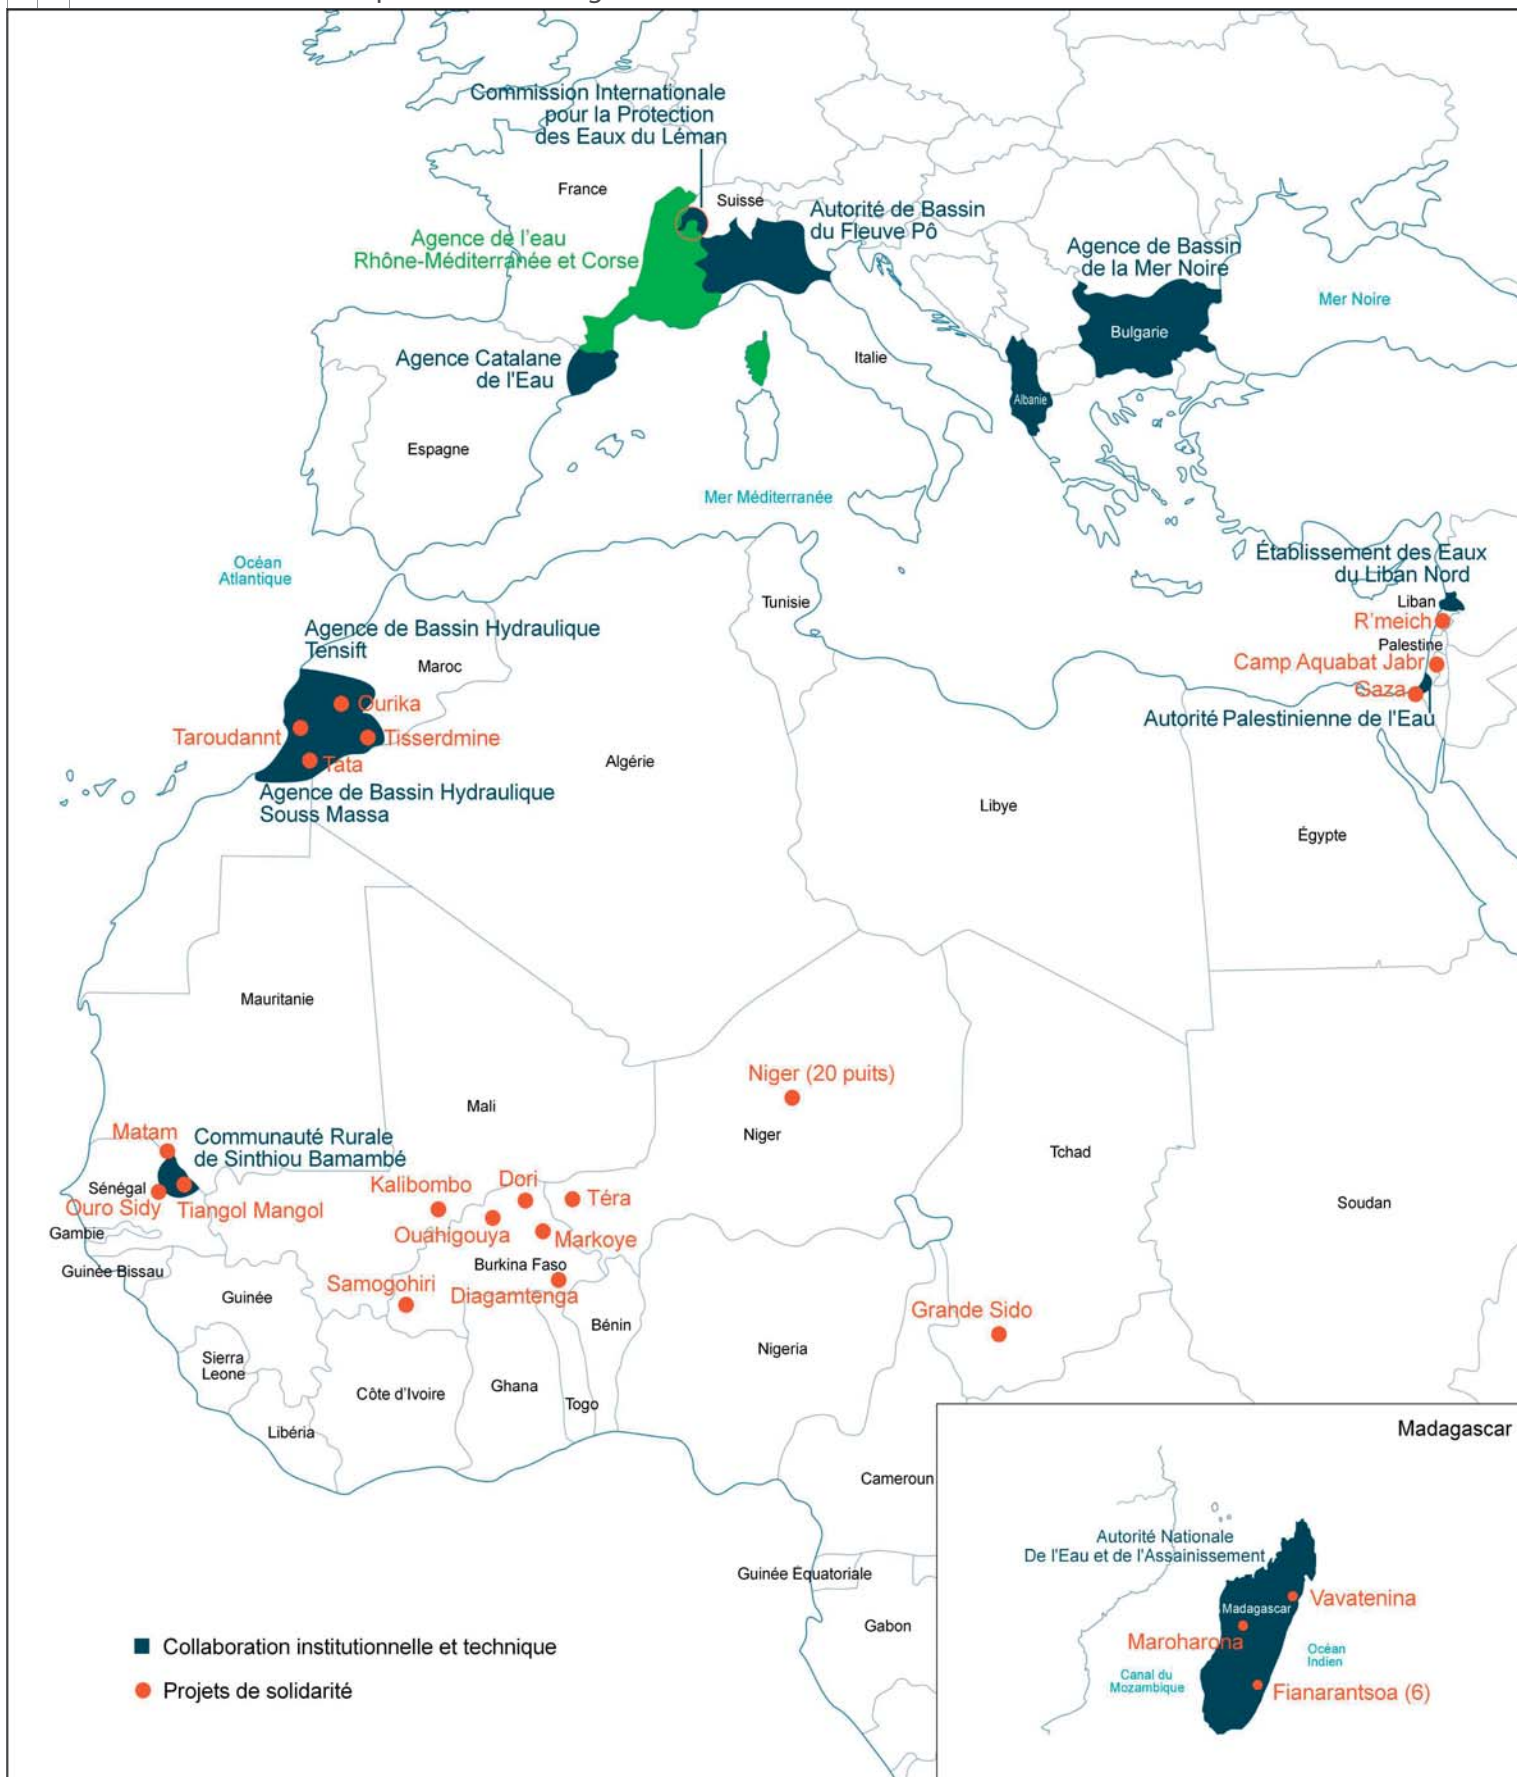 Commission Internationale
pour la Protection
des Eaux du Léman
France
Suisse
Autorité de Bassin
du Fleuve Pô
Agence de l'eau
Rhône-Méditerranée et Corse
Agence de Bassin
de la Mer Noire
Mer Noire
Bulgarie
Agence Catalane
de l'Eau
Italie
Albanie
Espagne
Mer Méditerranée
Océan
Atlantique
Établissement des Eaux
du Liban Nord
Liban
R'meich
Palestine
Camp Aquabat Jabr
Gaza
Autorité Palestinienne de l'Eau
Tunisie
Agence de Bassin Hydraulique
Tensift
Maroc
Ourika
Taroudannt
Tisserdmine
Tata
Agence de Bassin Hydraulique
Souss Massa
Algérie
Libye
Égypte
Mauritanie
Mali
Niger (20 puits)
Niger
Tchad
Soudan
Matam
Communauté Rurale
de Sinthiou Bamambé
Sénégal
Ouro Sidy
Tiangol Mangol
Gambie
Guinée Bissau
Guinée
Kalibombo
Dori
Téra
Ouahigouya
Markoye
Burkina Faso
Samogohiri
Diagamtenga
Bénin
Grande Sido
Nigeria
Sierra
Leone
Côte d'Ivoire
Ghana
Togo
Libéria
Cameroun
Guinée Équatoriale
Gabon
Madagascar
Autorité Nationale
De l'Eau et de l'Assainissement
Vavatenina
Madagascar
Maroharona
Océan
Indien
Canal du
Mozambique
Fianarantsoa (6)
Collaboration institutionnelle et technique
Projets de solidarité